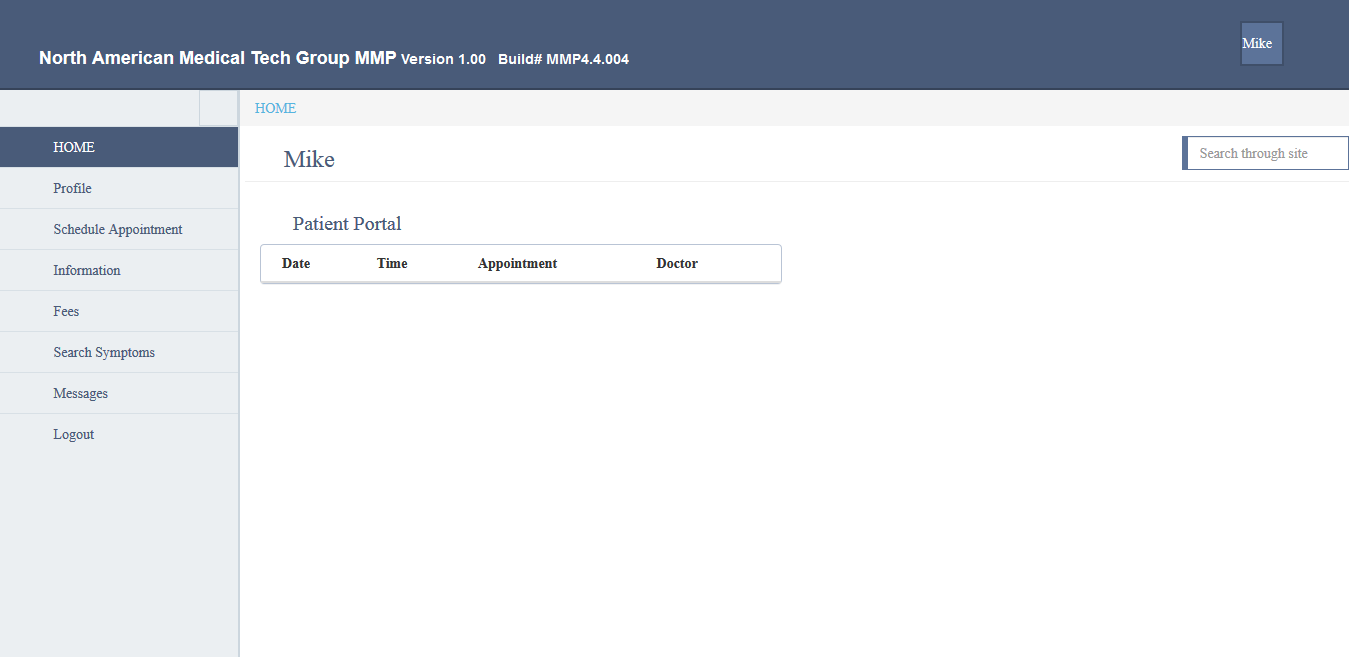 North American Medical Tech Group MMP Version 1.00 Build# MMP4.4.004
Mike
HOME
HOME
Profile
Schedule Appointment
Information
Fees
Search Symptoms
Messages
Logout
Mike
Search through site
Patient Portal
Date Time Appointment Doctor